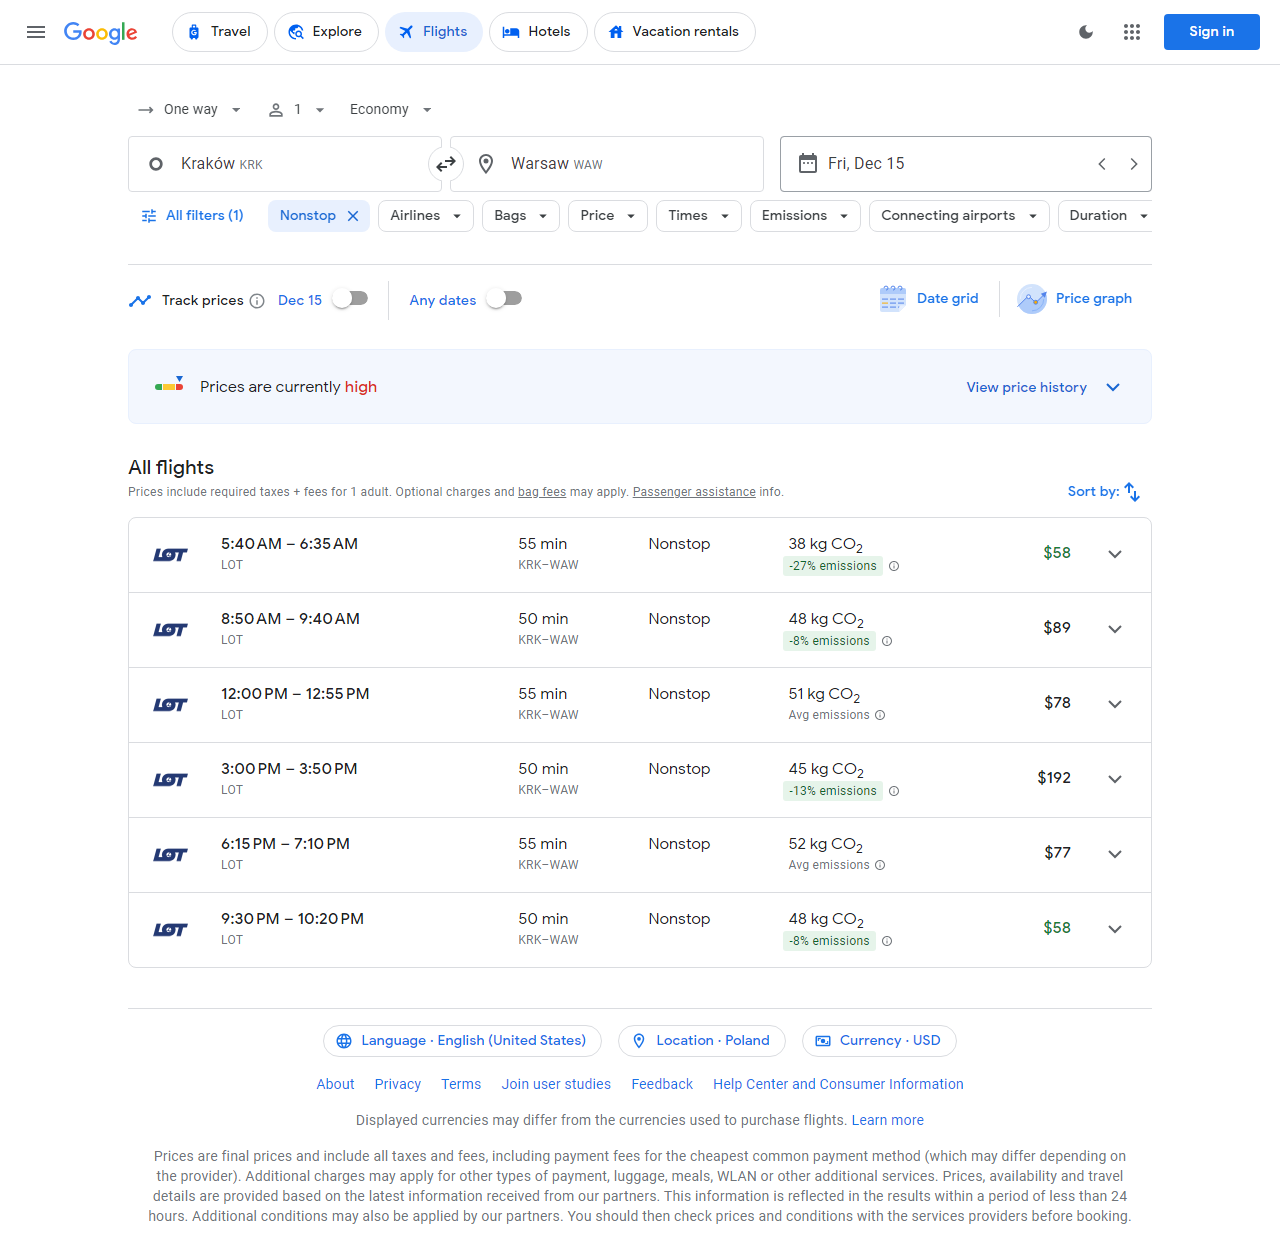 Google
Travel
Explore
Flights
Hotels
Vacation rentals
Sign in
One way
1
Economy
Kraków KRK
Warsaw WAW
Fri, Dec 15
All filters (1)
Nonstop
Airlines
Bags
Price
Times
Emissions
Connecting airports
Duration
Track prices
Dec 15
Any dates
Date grid
Price graph
Prices are currently high
View price history
All flights
Prices include required taxes + fees for 1 adult. Optional charges and bag fees may apply. Passenger assistance info.
Sort by:
LOT
5:40 AM – 6:35 AM
LOT
55 min
KRK–WAW
Nonstop
38 kg CO2
-27% emissions
$58
LOT
8:50 AM – 9:40 AM
LOT
50 min
KRK–WAW
Nonstop
48 kg CO2
-8% emissions
$89
LOT
12:00 PM – 12:55 PM
LOT
55 min
KRK–WAW
Nonstop
51 kg CO2
Avg emissions
$78
LOT
3:00 PM – 3:50 PM
LOT
50 min
KRK–WAW
Nonstop
45 kg CO2
-13% emissions
$192
LOT
6:15 PM – 7:10 PM
LOT
55 min
KRK–WAW
Nonstop
52 kg CO2
Avg emissions
$77
LOT
9:30 PM – 10:20 PM
LOT
50 min
KRK–WAW
Nonstop
48 kg CO2
-8% emissions
$58
Language · English (United States)
Location · Poland
Currency · USD
About
Privacy
Terms
Join user studies
Feedback
Help Center and Consumer Information
Displayed currencies may differ from the currencies used to purchase flights. Learn more
Prices are final prices and include all taxes and fees, including payment fees for the cheapest common payment method (which may differ depending on
the provider). Additional charges may apply for other types of payment, luggage, meals, WLAN or other additional services. Prices, availability and travel
details are provided based on the latest information received from our partners. This information is reflected in the results within a period of less than 24
hours. Additional conditions may also be applied by our partners. You should then check prices and conditions with the services providers before booking.